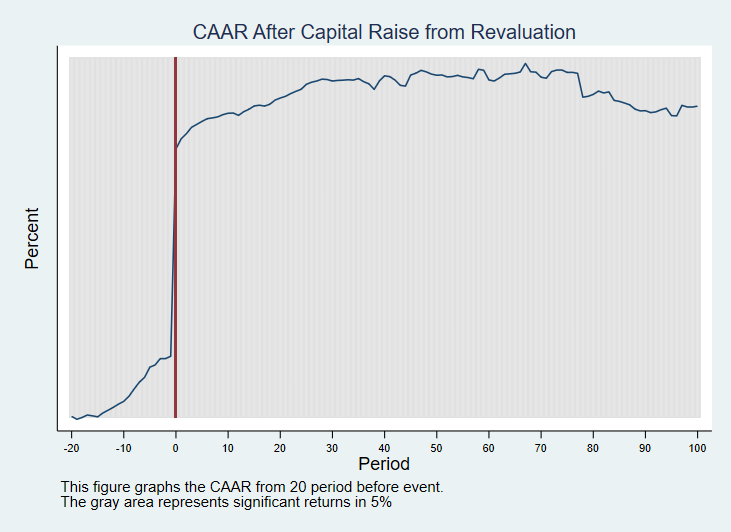 CAAR After Capital Raise from Revaluation
Percent
-20 -10 0 10 20 30 40 50 60 70 80 90 100
Period
This figure graphs the CAAR from 20 period before event.
The gray area represents significant returns in 5%